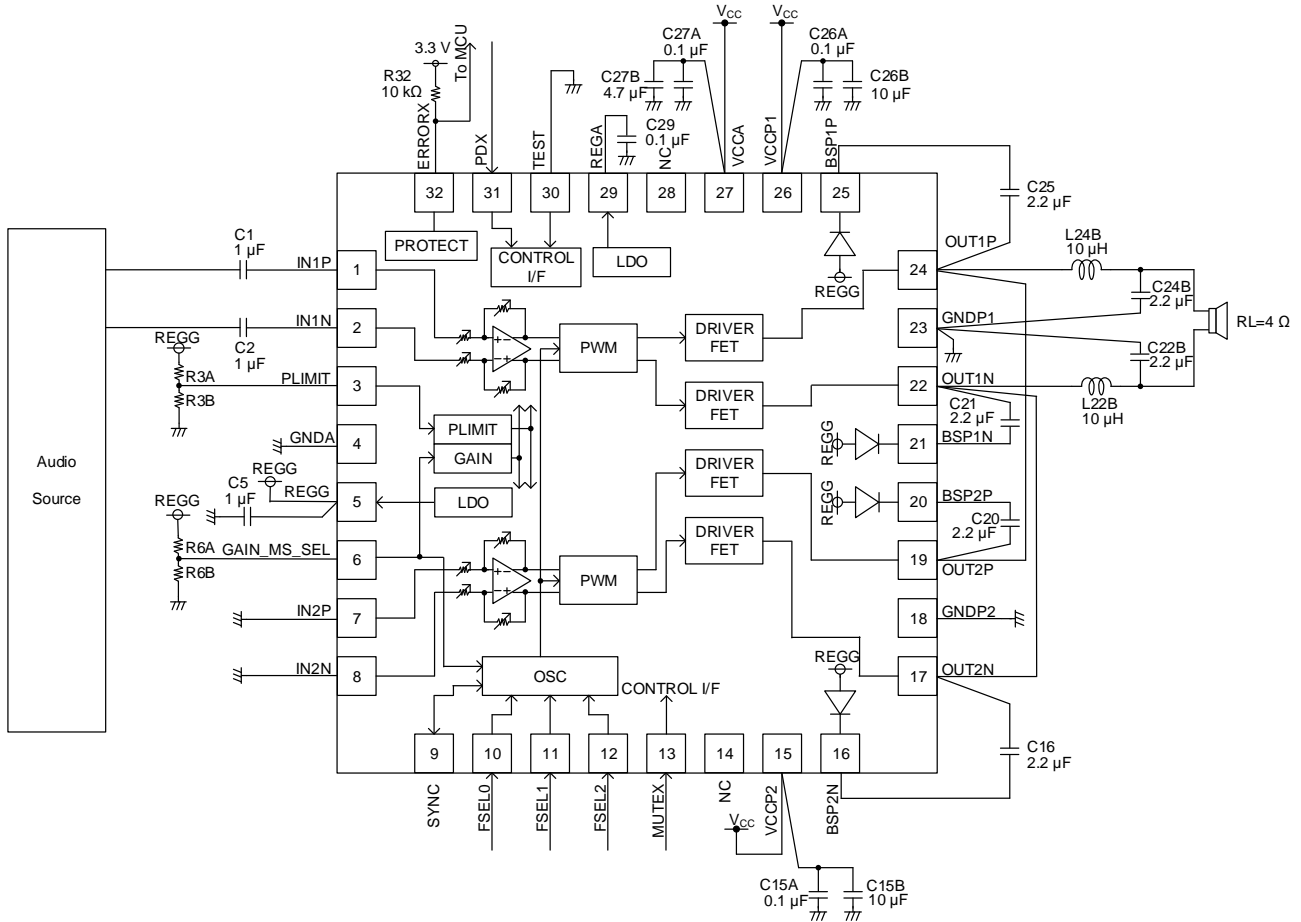 3.3 V
To MCU
R32
10 kΩ
ERRORX
PDX
TEST
REGA
C29
0.1 µF
NC
C27B
4.7 µF
C27A
0.1 µF
VCC
VCCA
VCC
VCCP1
C26A
0.1 µF
C26B
10 µF
BSP1P
C25
2.2 µF
32
31
30
29
28
27
26
25
PROTECT
CONTROL
I/F
LDO
REGG
Audio
Source
C1
1 µF
IN1P
1
C2
1 µF
IN1N
2
REGG
R3A
R3B
PLIMIT
3
GNDA
4
C5
1 µF
REGG
REGG
5
REGG
R6A
R6B
GAIN_MS_SEL
6
IN2P
7
IN2N
8
+
−
−
+
PWM
DRIVER
FET
DRIVER
FET
PLIMIT
GAIN
LDO
DRIVER
FET
DRIVER
FET
+
−
−
+
PWM
OSC
CONTROL I/F
24
OUT1P
L24B
10 µH
C24B
2.2 µF
23
GNDP1
RL=4 Ω
C22B
2.2 µF
22
OUT1N
L22B
10 µH
C21
2.2 µF
REGG
21
BSP1N
REGG
20
BSP2P
C20
2.2 µF
19
OUT2P
18
GNDP2
17
OUT2N
REGG
C16
2.2 µF
9
10
11
12
13
14
15
16
SYNC
FSEL0
FSEL1
FSEL2
MUTEX
NC
VCC
VCCP2
BSP2N
C15A
0.1 µF
C15B
10 µF